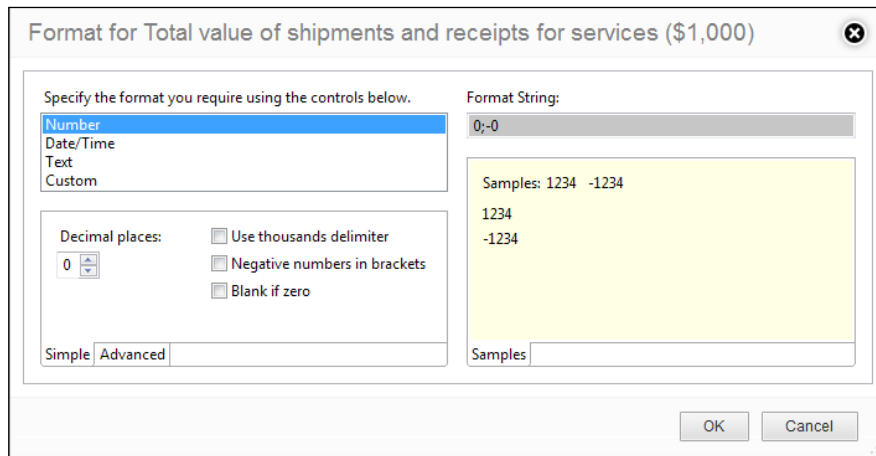 Format for Total value of shipments and receipts for services ($1,000)
Specify the format you require using the controls below.
Number
Date/Time
Text
Custom
Format String:
0;-0
Decimal places:
0
Use thousands delimiter
Negative numbers in brackets
Blank if zero
Simple Advanced
Samples: 1234 -1234
1234
-1234
Samples
OK Cancel